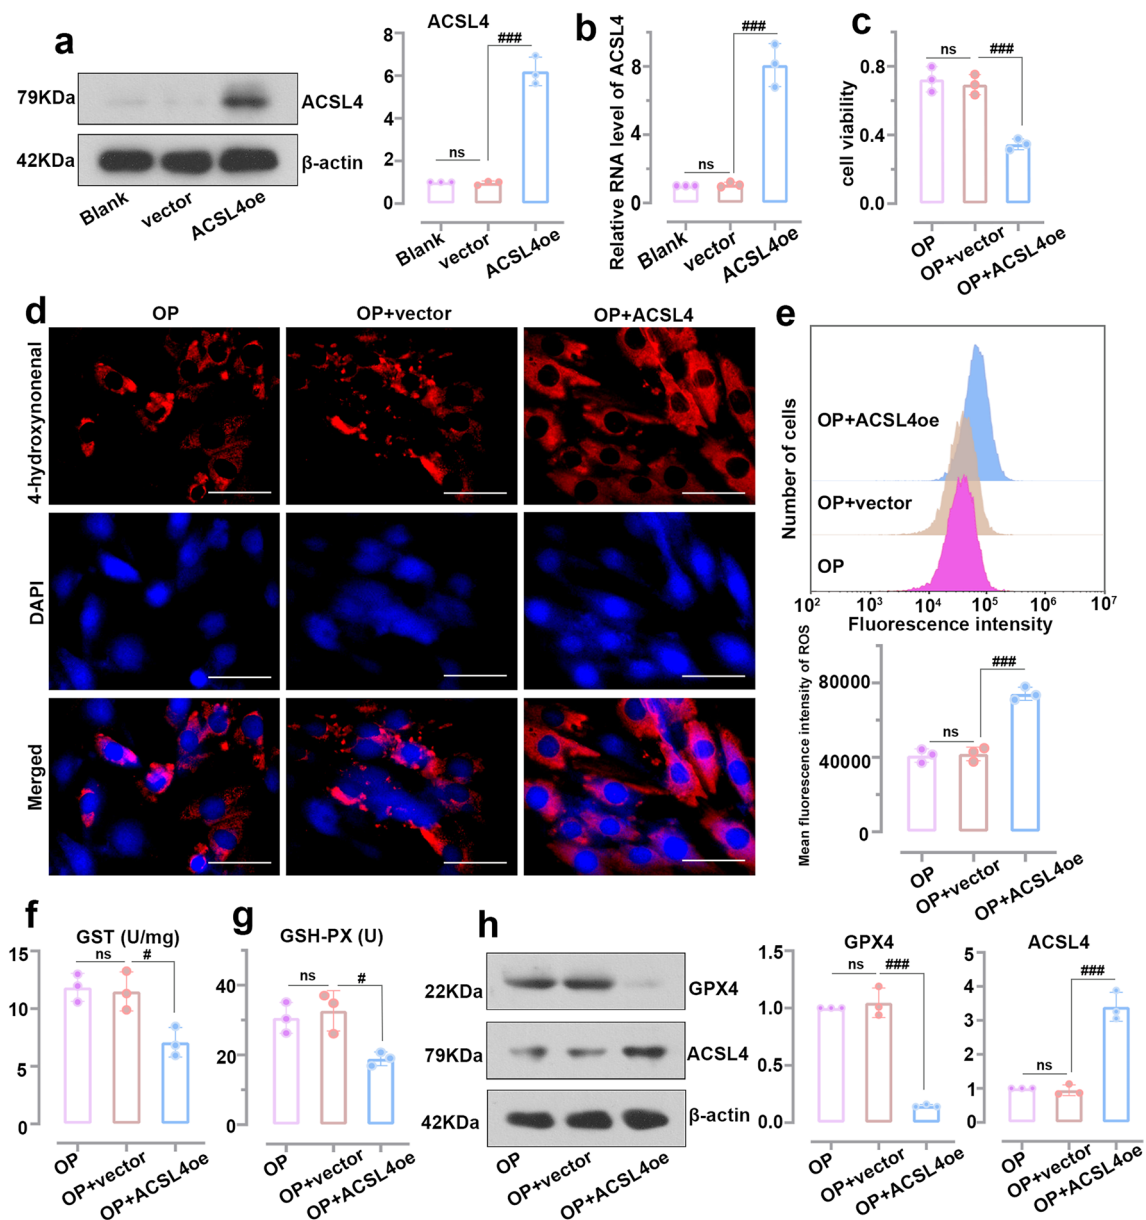 a
79KDa
ACSL4
42KDa
β-actin
Blank
vector
ACSL4oe
ACSL4
8
6
4
2
0
ns
###
Blank
vector
ACSL4oe
b
Relative RNA level of ACSL4
12
8
4
0
ns
###
Blank
vector
ACSL4oe
c
cell viability
0.8
0.4
0.0
ns
###
OP
OP+vector
OP+ACSL4oe
d
OP
OP+vector
OP+ACSL4
4-hydroxynonenal
DAPI
Merged
e
Number of cells
OP+ACSL4oe
OP+vector
OP
10²
10³
10⁴
10⁵
10⁶
10⁷
Fluorescence intensity
Mean fluorescence intensity of ROS
80000
40000
0
ns
###
OP
OP+vector
OP+ACSL4oe
f
GST (U/mg)
15
10
5
0
ns
#
OP
OP+vector
OP+ACSL4oe
g
GSH-PX (U)
40
20
0
ns
#
OP
OP+vector
OP+ACSL4oe
h
22KDa
GPX4
79KDa
ACSL4
42KDa
β-actin
GPX4
1.5
1.0
0.5
0.0
ns
###
OP
OP+vector
OP+ACSL4oe
ACSL4
5
4
3
2
1
0
ns
###
OP
OP+vector
OP+ACSL4oe